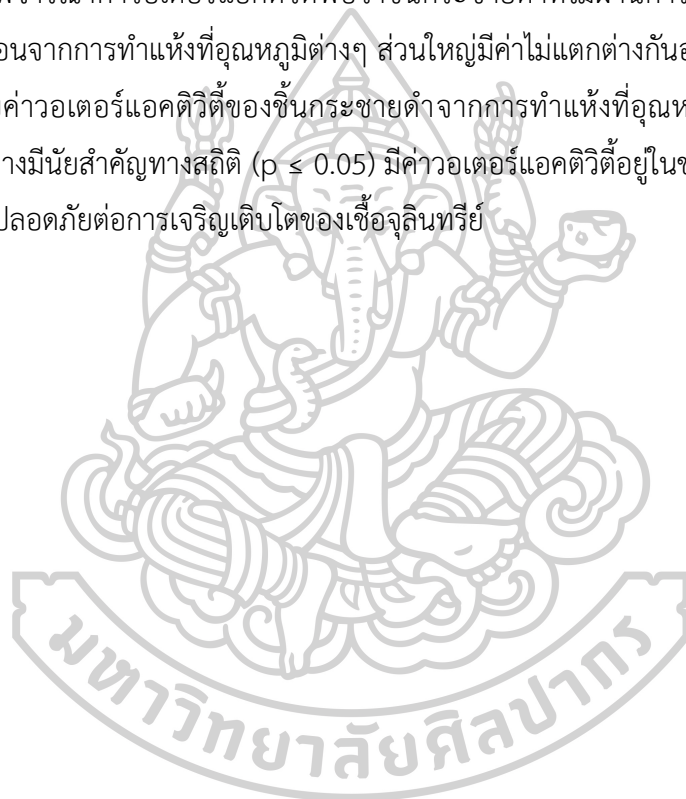 อนจากการทำแห้งที่อุณหภูมิต่างๆ ส่วนใหญ่มีค่าไม่แตกต่างกันอ
ค่าวอเตอร์แอคติวิตี้ของชิ้นกระชายดำจากการทำแห้งที่อุณห
างมีนัยสำคัญทางสถิติ (p ≤ 0.05) มีค่าวอเตอร์แอคติวิตี้อยู่ในช
ปลอดภัยต่อการเจริญเติบโตของเชื้อจุลินทรีย์
มหาวิทยาลัยศิลปากร